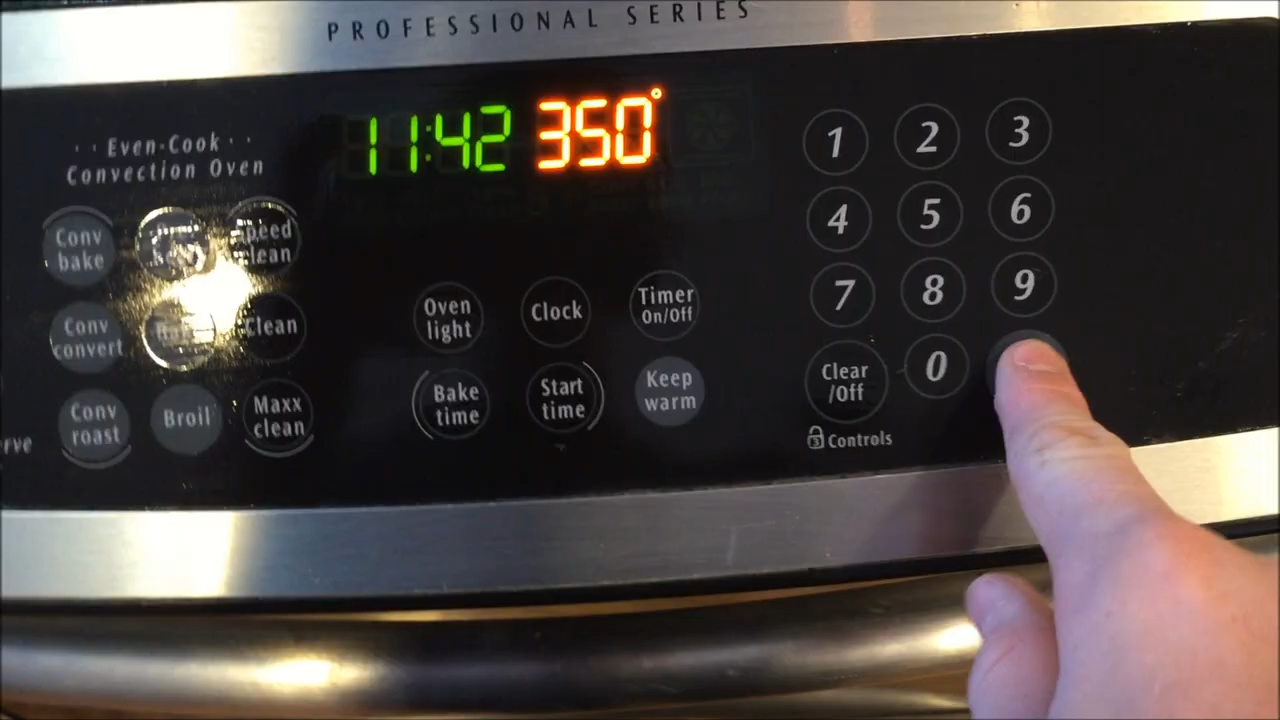 PROFESSIONAL SERIES
11:42 350°
·· Even-Cook ··
Convection Oven
Conv
bake
Conv
convert
Clean
Conv
roast
Broil
Maxx
clean
Oven
light
Clock
Timer
On/Off
Bake
time
Start
time
Keep
warm
1 2 3
4 5 6
7 8 9
Clear
/Off
0
Controls